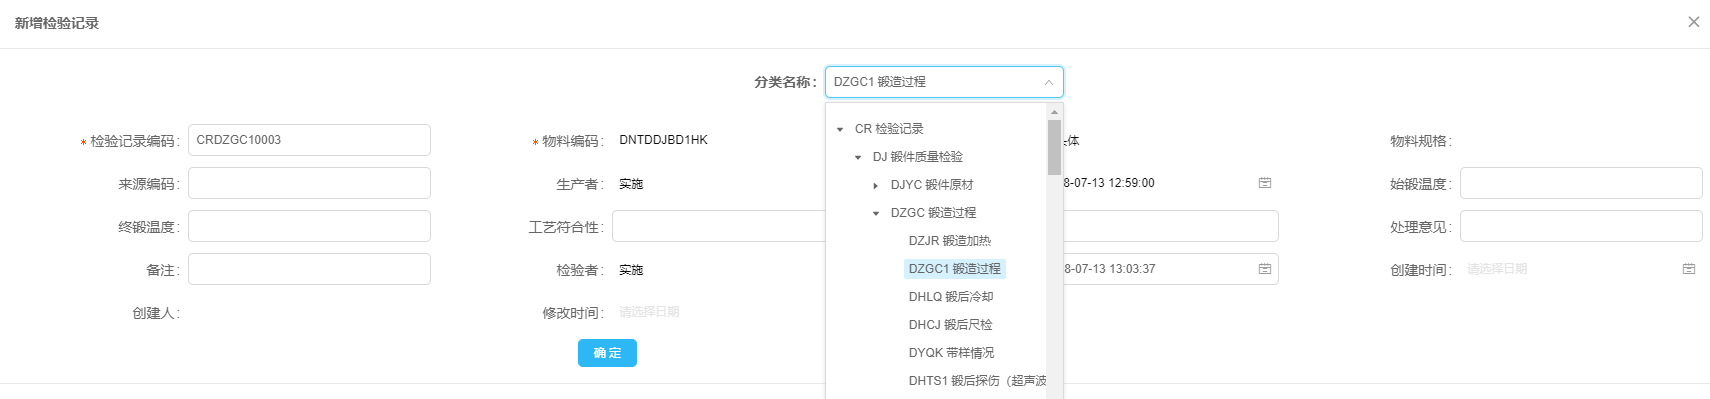 新增检验记录
分类名称： DZGC1 锻造过程
CR 检验记录
DJ 锻件质量检验
DJYC 锻件原材
DZGC 锻造过程
DZJR 锻造加热
DZGC1 锻造过程
DHLQ 锻后冷却
DHCJ 锻后尺检
DYQK 带样情况
DHTS1 锻后探伤（超声波
* 检验记录编码： CRDZGC10003 * 物料编码： DNTDDJBD1HK 体 物料规格：
来源编码： 生产者： 实施 8-07-13 12:59:00 始锻温度：
终锻温度： 工艺符合性： 处理意见：
备注： 检验者： 实施 8-07-13 13:03:37 创建时间： 请选择日期
创建人： 修改时间： 请选择日期
确 定